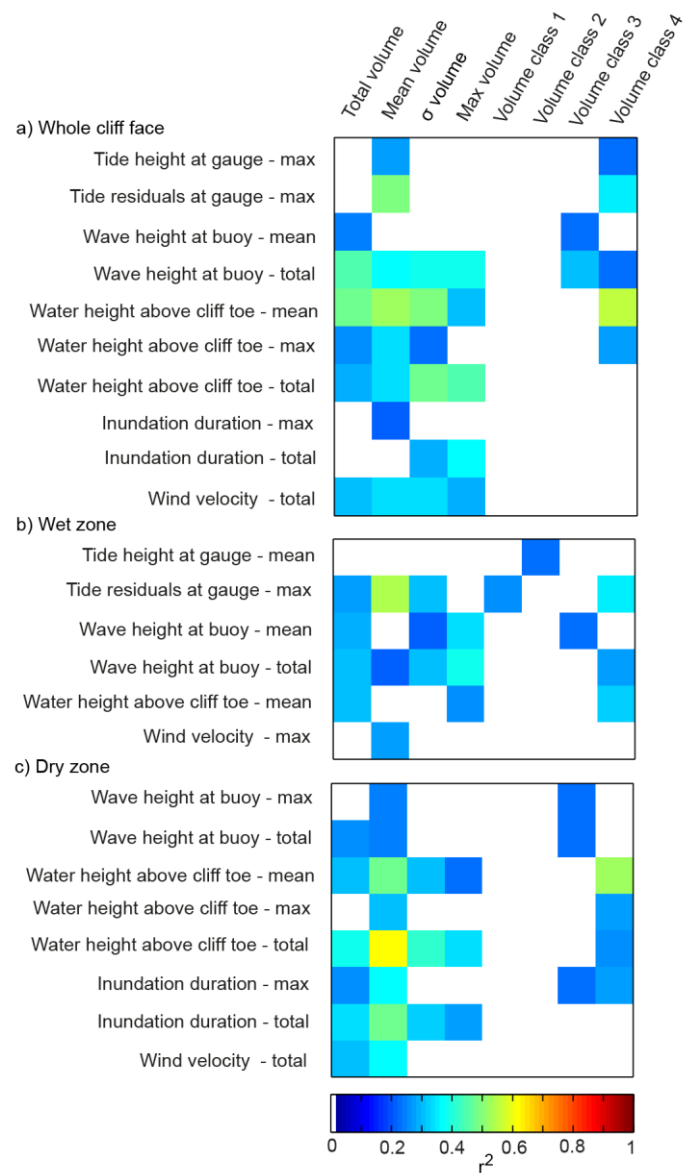 Total volume
Mean volume
σ volume
Max volume
Volume class 1
Volume class 2
Volume class 3
Volume class 4
a) Whole cliff face
Tide height at gauge - max
Tide residuals at gauge - max
Wave height at buoy - mean
Wave height at buoy - total
Water height above cliff toe - mean
Water height above cliff toe - max
Water height above cliff toe - total
Inundation duration - max
Inundation duration - total
Wind velocity - total
b) Wet zone
Tide height at gauge - mean
Tide residuals at gauge - max
Wave height at buoy - mean
Wave height at buoy - total
Water height above cliff toe - mean
Wind velocity - max
c) Dry zone
Wave height at buoy - max
Wave height at buoy - total
Water height above cliff toe - mean
Water height above cliff toe - max
Water height above cliff toe - total
Inundation duration - max
Inundation duration - total
Wind velocity - total
0 0.2 0.4 0.6 0.8 1
r²